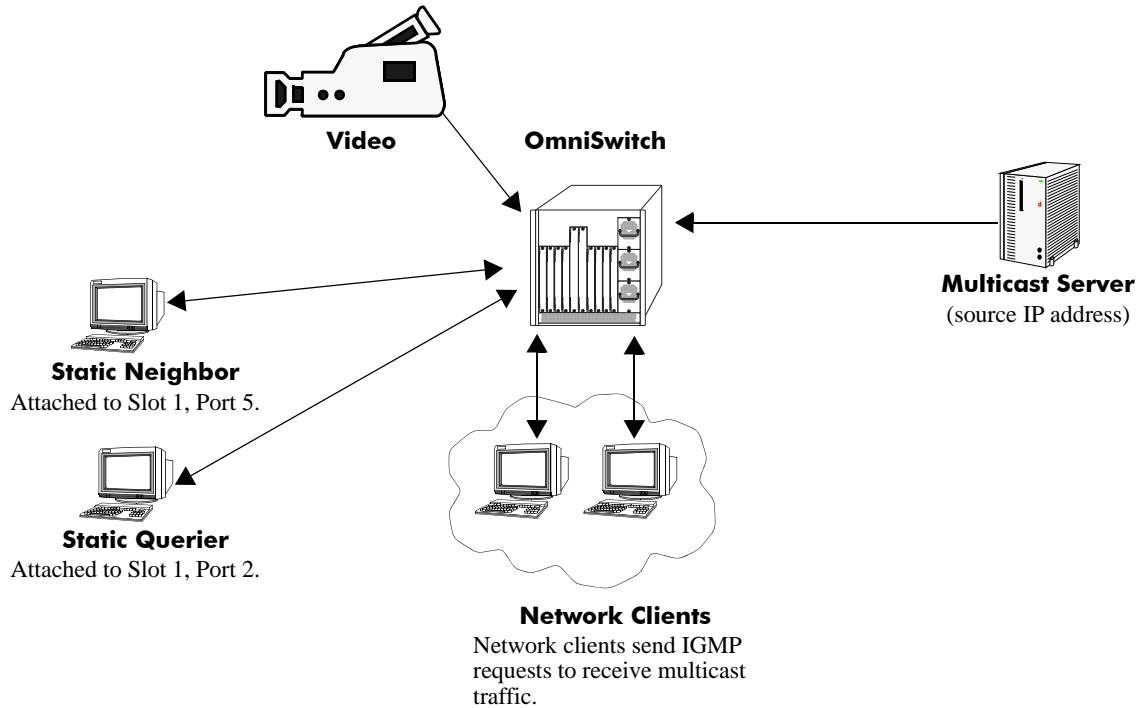 Video
OmniSwitch
Multicast Server
(source IP address)
Static Neighbor
Attached to Slot 1, Port 5.
Static Querier
Attached to Slot 1, Port 2.
Network Clients
Network clients send IGMP
requests to receive multicast
traffic.